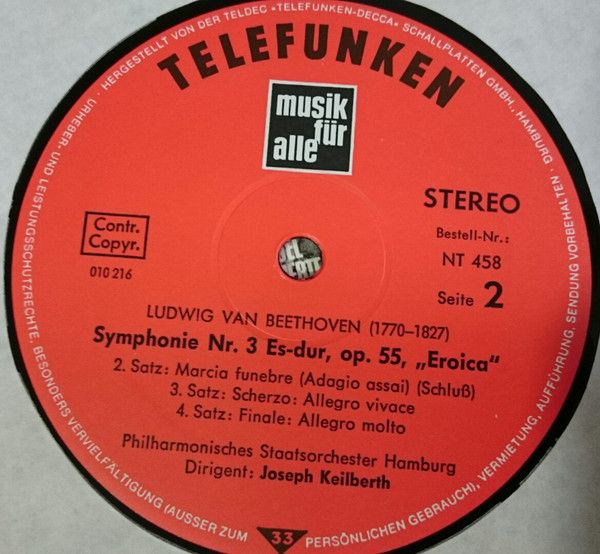 URHEBER- UND LEISTUNGSSCHUTZRECHTE, BESONDERS VERVIELFÄLTIGUNG (AUSSER ZUM PERSÖNLICHEN GEBRAUCH), VERMIETUNG, AUFFÜHRUNG, SENDUNG VORBEHALTEN
· HERGESTELLT VON DER TELDEC »TELEFUNKEN-DECCA« SCHALLPLATTEN GMBH., HAMBURG ·
TELEFUNKEN
musik
für
alle
STEREO
Contr.
Copyr.
Bestell-Nr.:
NT 458
010 216
Seite 2
LUDWIG VAN BEETHOVEN (1770–1827)
Symphonie Nr. 3 Es-dur, op. 55, „Eroica“
2. Satz: Marcia funebre (Adagio assai) (Schluß)
3. Satz: Scherzo: Allegro vivace
4. Satz: Finale: Allegro molto
Philharmonisches Staatsorchester Hamburg
Dirigent: Joseph Keilberth
33